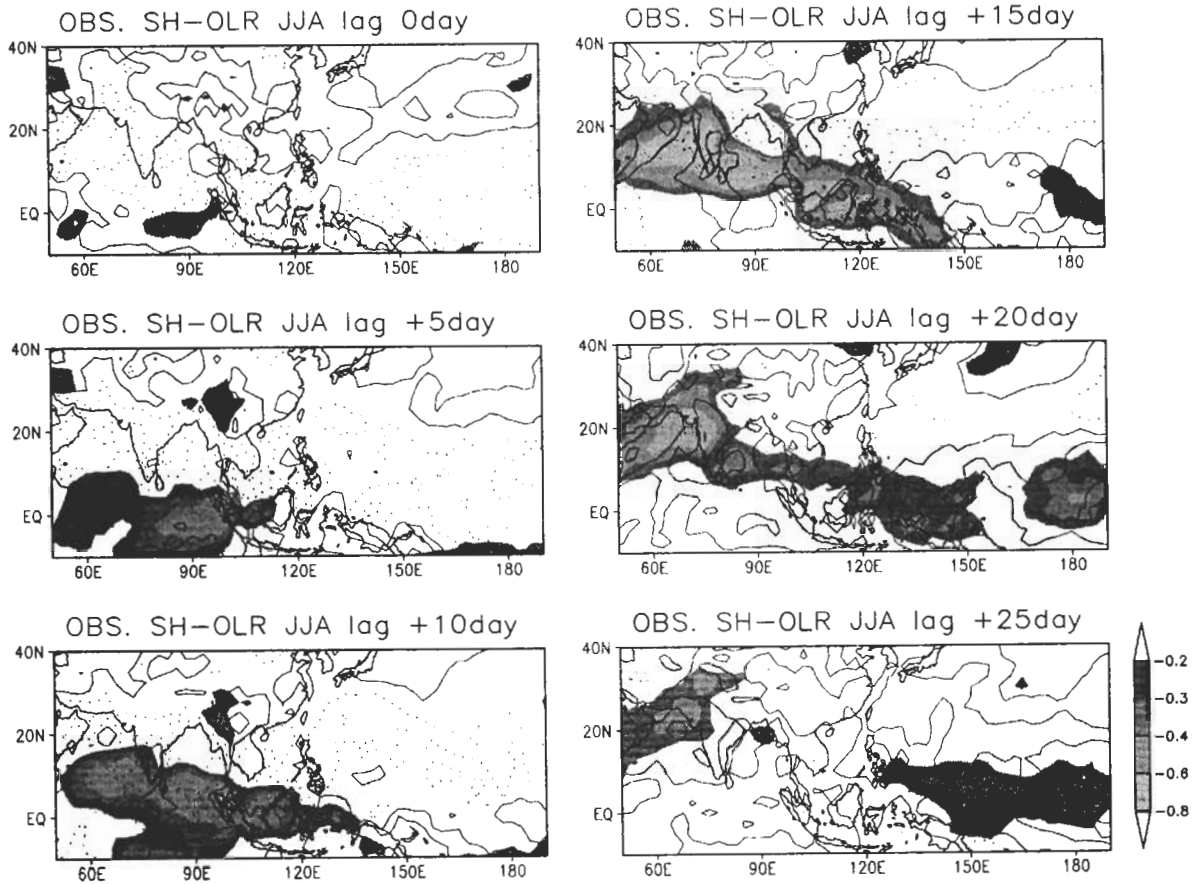 OBS. SH-OLR JJA lag 0day
40N
20N
EQ
60E 90E 120E 150E 180
OBS. SH-OLR JJA lag +15day
40N
20N
EQ
60E 90E 120E 150E 180
OBS. SH-OLR JJA lag +5day
40N
20N
EQ
60E 90E 120E 150E 180
OBS. SH-OLR JJA lag +20day
40N
20N
EQ
60E 90E 120E 150E 180
OBS. SH-OLR JJA lag +10day
40N
20N
EQ
60E 90E 120E 150E 180
OBS. SH-OLR JJA lag +25day
40N
20N
EQ
60E 90E 120E 150E 180
-0.2
-0.3
-0.4
-0.6
-0.8